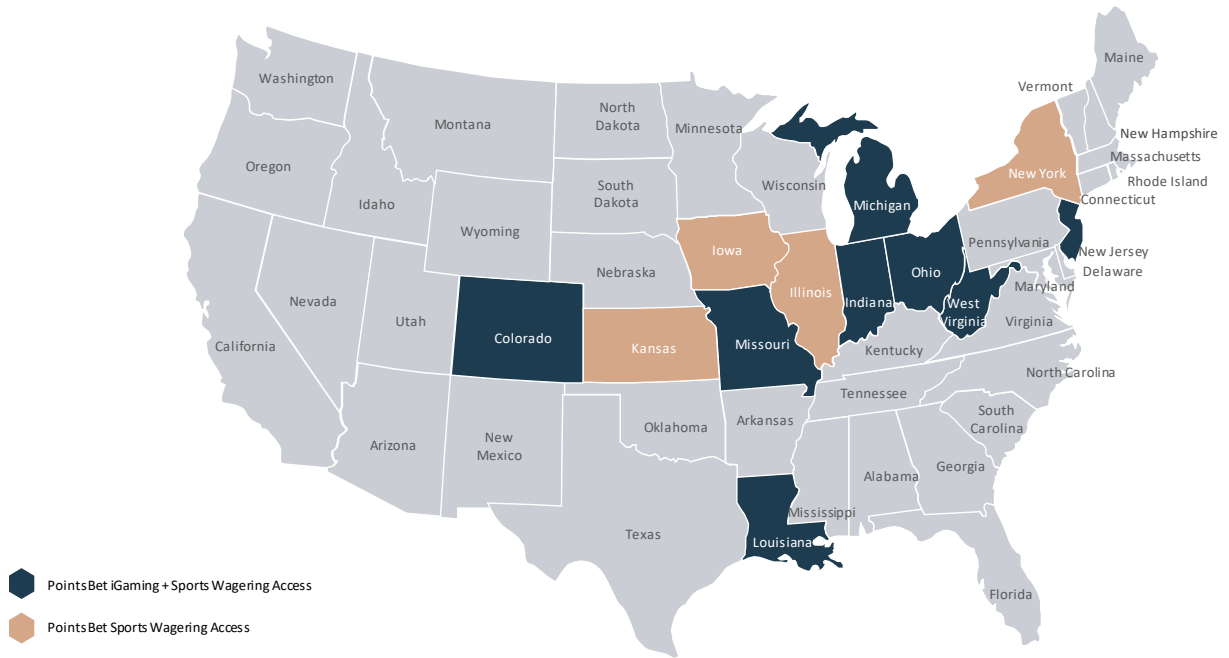 Maine
Washington
Vermont
North
Dakota
Montana
Minnesota
New Hampshire
Massachusetts
Oregon
New York
Rhode Island
Wisconsin
South
Dakota
Connecticut
Idaho
Michigan
Wyoming
Pennsylvania
New Jersey
Iowa
Delaware
Nebraska
Ohio
Maryland
Illinois
Nevada
Indiana
West
Virginia
Utah
Virginia
Colorado
California
Kansas
Missouri
Kentucky
North Carolina
Tennessee
South
Carolina
Arkansas
Oklahoma
New
Mexico
Arizona
Georgia
Alabama
Mississippi
Texas
Louisiana
Florida
PointsBet iGaming + Sports Wagering Access
PointsBet Sports Wagering Access